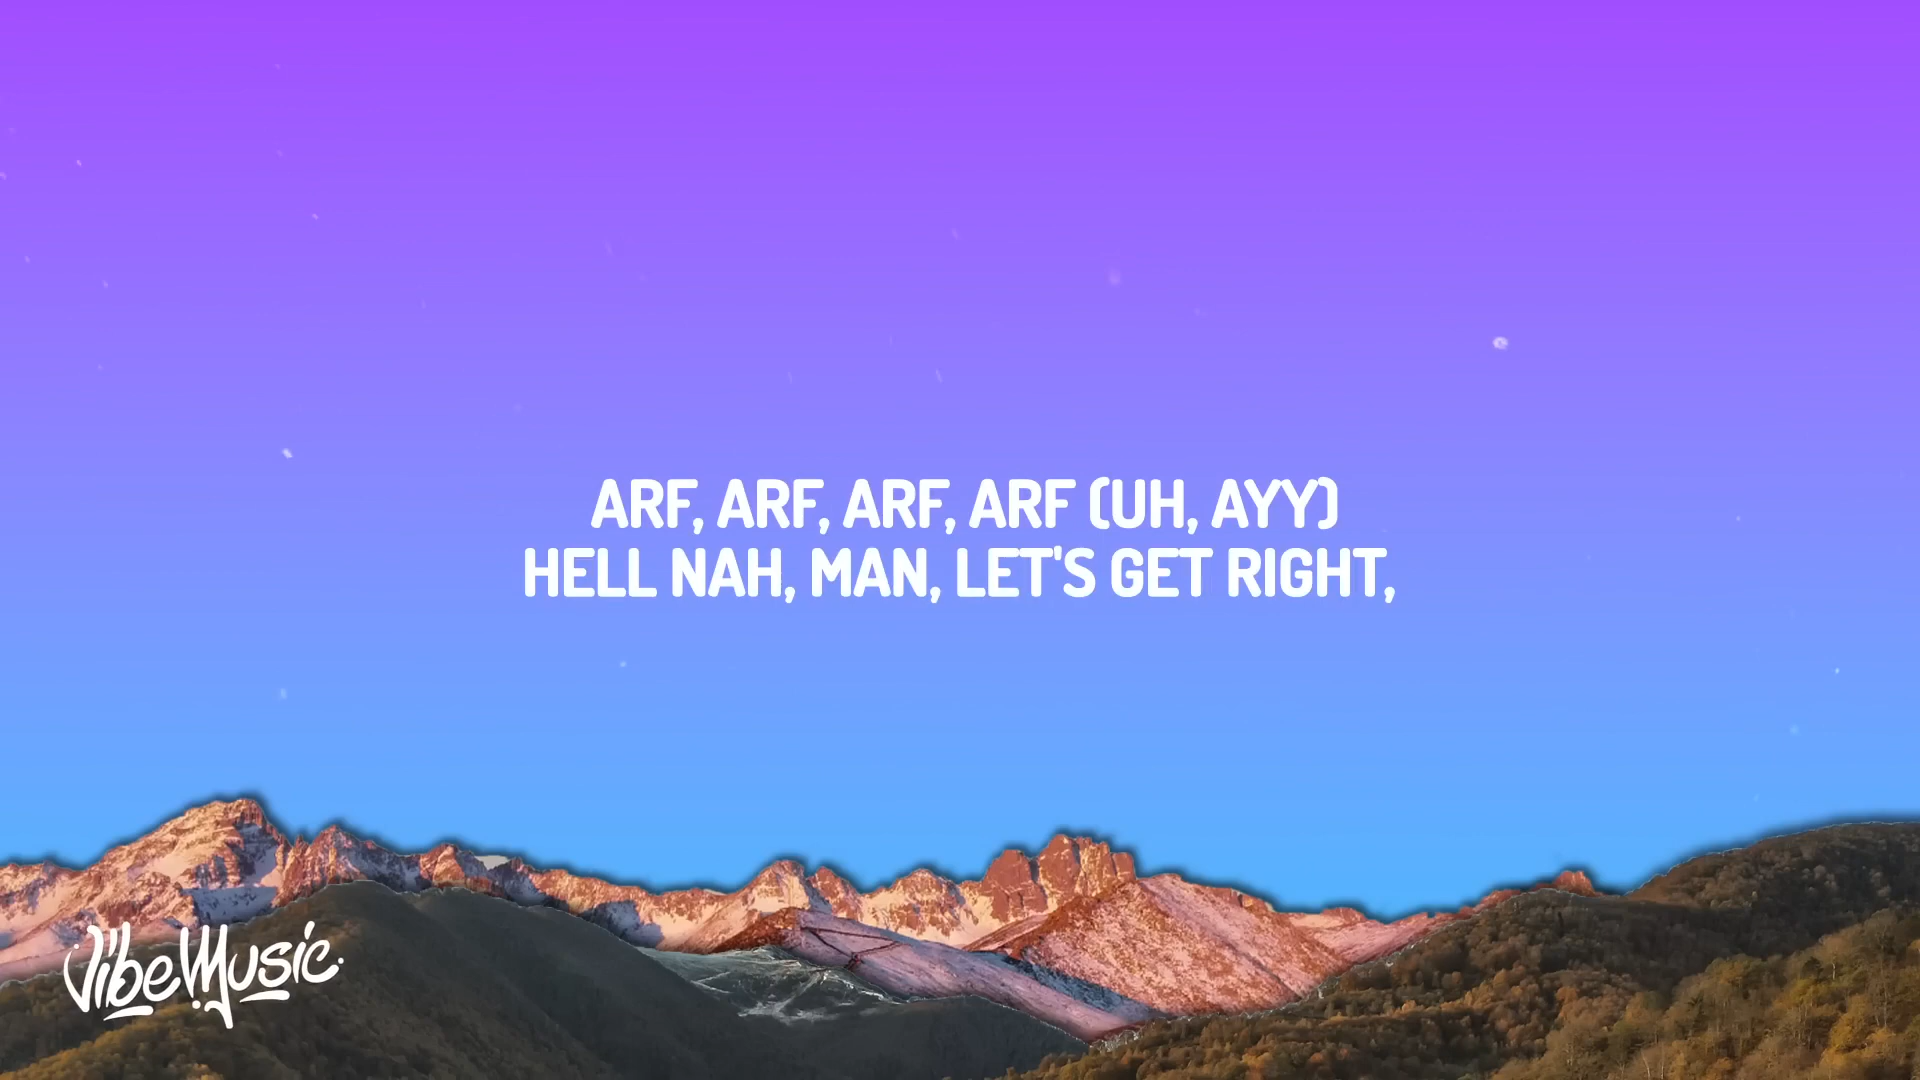 ARF, ARF, ARF, ARF (UH, AYY)
HELL NAH, MAN, LET'S GET RIGHT,
VibeMusic